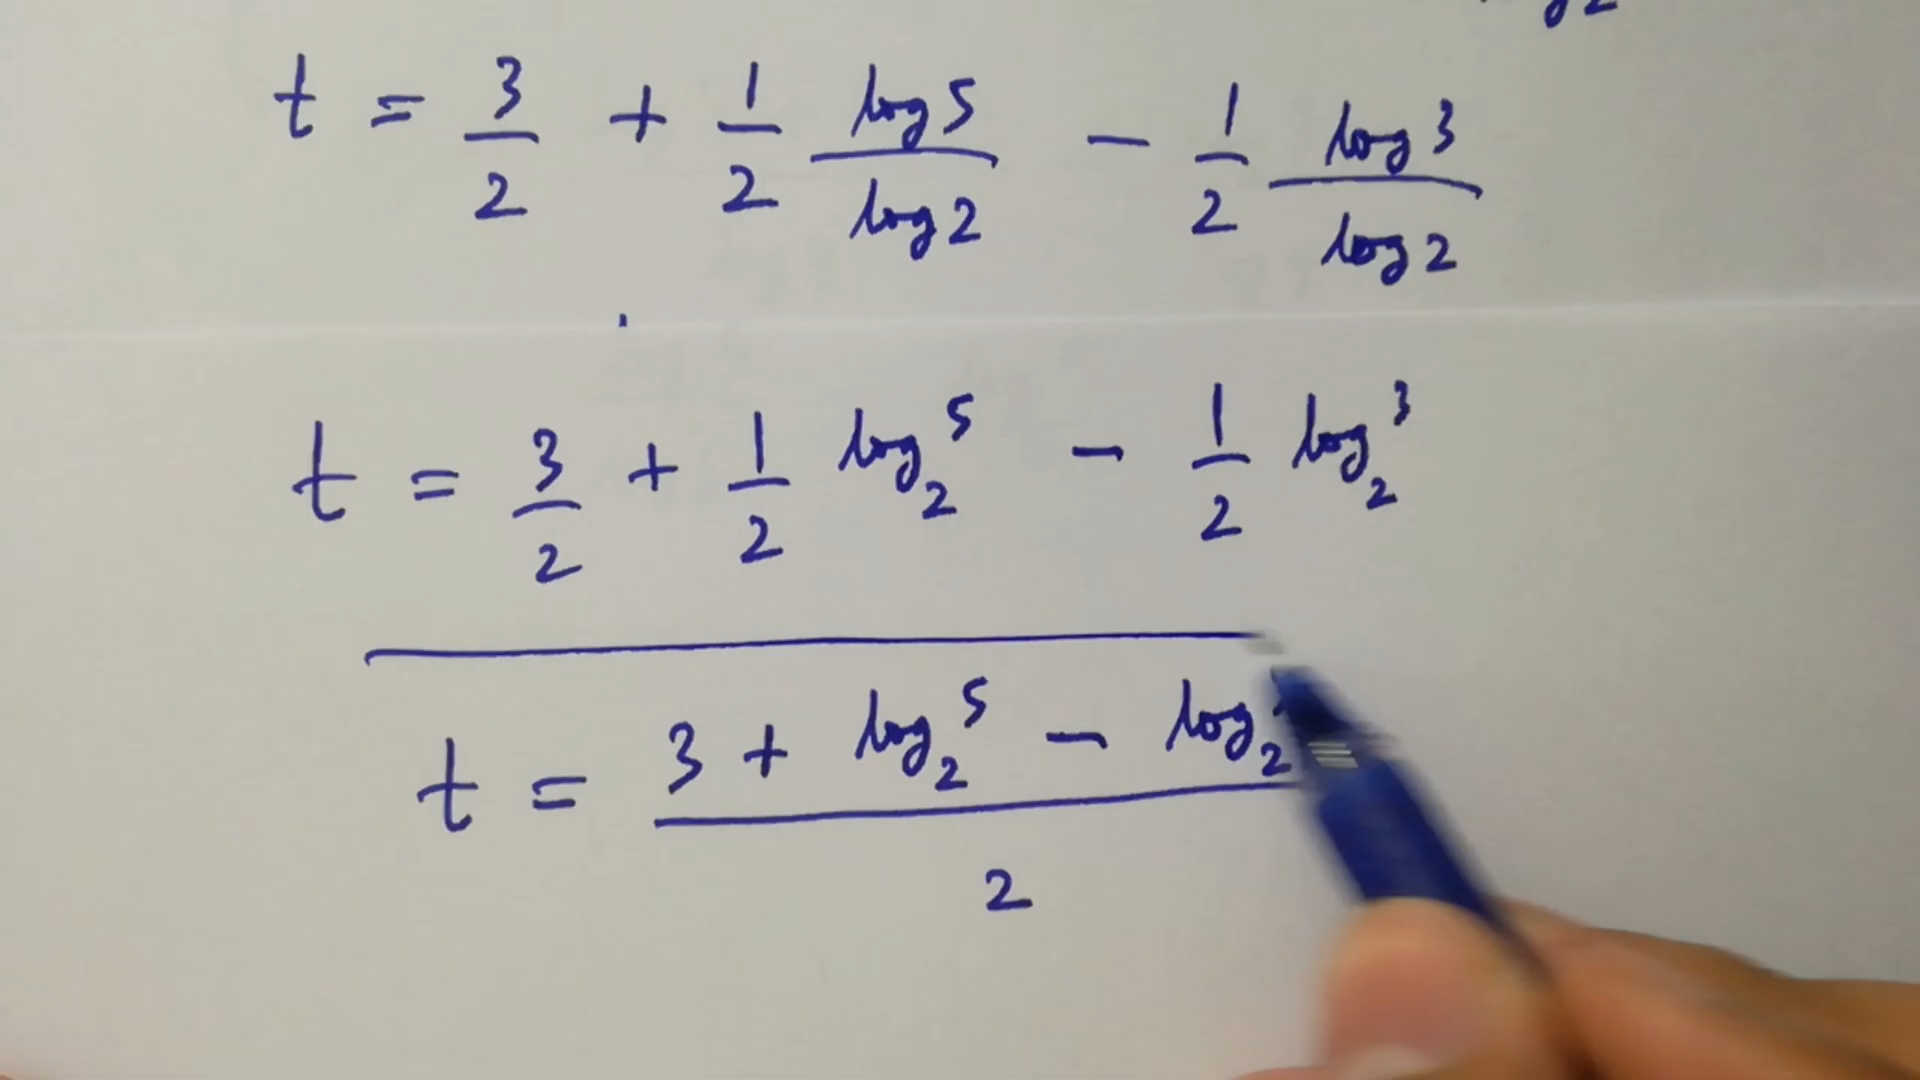 t = 3/2 + 1/2 log5/log2 - 1/2 log3/log2
t = 3/2 + 1/2 log₂⁵ - 1/2 log₂³
t = (3 + log₂⁵ - log₂)/2